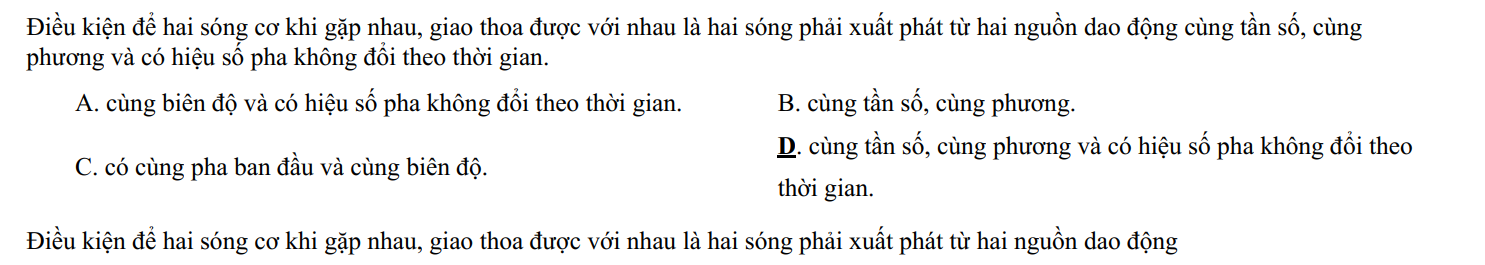 Điều kiện để hai sóng cơ khi gặp nhau, giao thoa được với nhau là hai sóng phải xuất phát từ hai nguồn dao động cùng tần số, cùng
phương và có hiệu số pha không đổi theo thời gian.
A. cùng biên độ và có hiệu số pha không đổi theo thời gian.
B. cùng tần số, cùng phương.
C. có cùng pha ban đầu và cùng biên độ.
D. cùng tần số, cùng phương và có hiệu số pha không đổi theo
thời gian.
Điều kiện để hai sóng cơ khi gặp nhau, giao thoa được với nhau là hai sóng phải xuất phát từ hai nguồn dao động